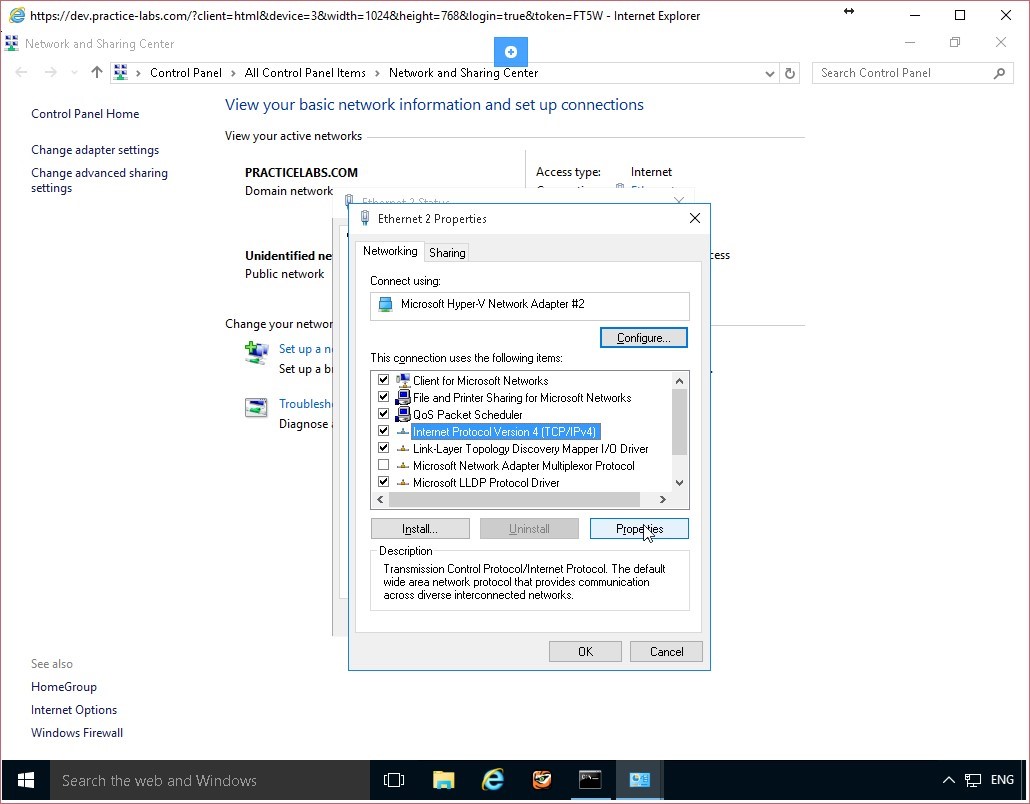 https://dev.practice-labs.com/?client=html&device=3&width=1024&height=768&login=true&token=FT5W - Internet Explorer
Network and Sharing Center
Control Panel > All Control Panel Items > Network and Sharing Center
Search Control Panel
Control Panel Home
Change adapter settings
Change advanced sharing
settings
View your basic network information and set up connections
View your active networks
PRACTICELABS.COM
Domain network
Access type: Internet
Ethernet 2 Status
Unidentified ne
Public network
Change your networ
Set up a n
Set up a b
Troublesh
Diagnose
Ethernet 2 Properties
Networking
Sharing
Connect using:
Microsoft Hyper-V Network Adapter #2
Configure...
This connection uses the following items:
Client for Microsoft Networks
File and Printer Sharing for Microsoft Networks
QoS Packet Scheduler
Internet Protocol Version 4 (TCP/IPv4)
Link-Layer Topology Discovery Mapper I/O Driver
Microsoft Network Adapter Multiplexor Protocol
Microsoft LLDP Protocol Driver
Install...
Uninstall
Properties
Description
Transmission Control Protocol/Internet Protocol. The default
wide area network protocol that provides communication
across diverse interconnected networks.
OK
Cancel
See also
HomeGroup
Internet Options
Windows Firewall
Search the web and Windows
ENG